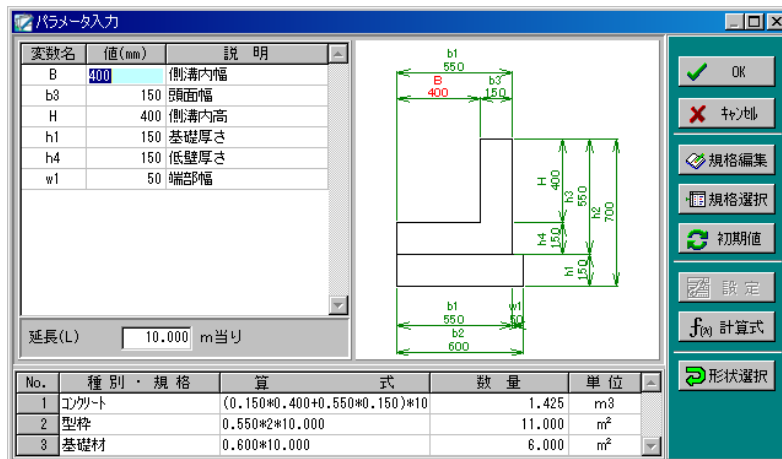 パラメータ入力
変数名 値(mm) 説 明
B 400 側溝内幅
b3 150 頭面幅
H 400 側溝内高
h1 150 基礎厚さ
h4 150 低壁厚さ
w1 50 端部幅
延長(L) 10.000 m当り
b1
550
B b3
400 150
H
400
h3
550
h2
700
h4
150
h1
150
b1 w1
550 50
b2
600
OK
キャンセル
規格編集
規格選択
初期値
設 定
f(x) 計算式
形状選択
No. 種 別 ・ 規 格 算 式 数 量 単 位
1 コンクリート (0.150*0.400+0.550*0.150)*10 1.425 m3
2 型枠 0.550*2*10.000 11.000 m²
3 基礎材 0.600*10.000 6.000 m²